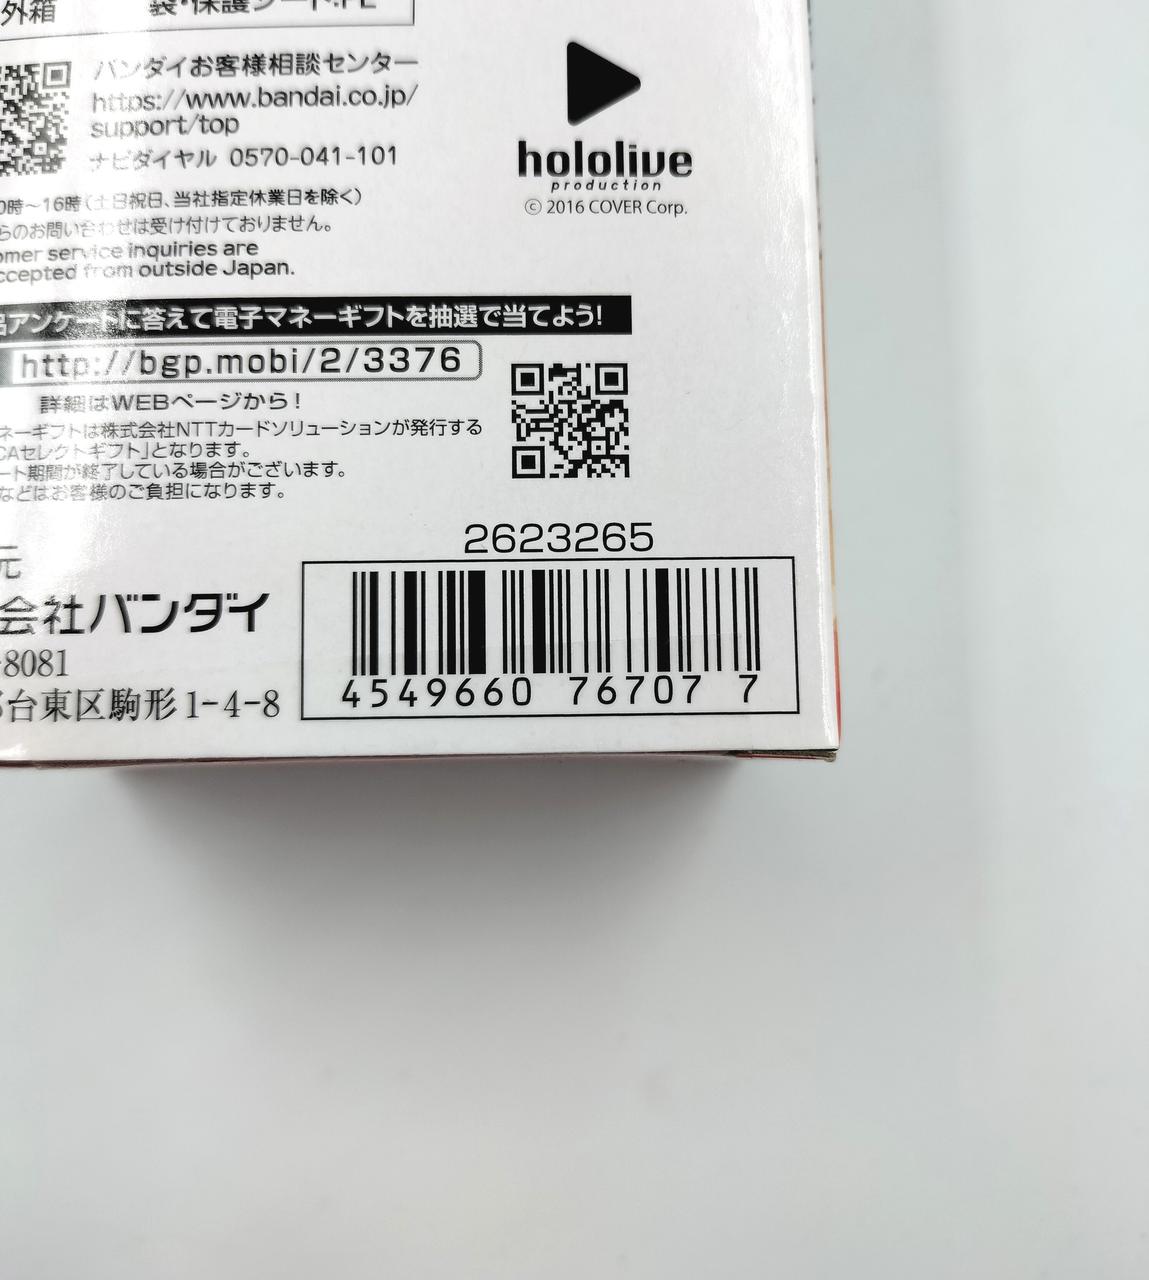 外箱
袋・保護シート:PE
バンダイお客様相談センター
https://www.bandai.co.jp/
support/top
ナビダイヤル 0570-041-101
0時～16時(土日祝日、当社指定休業日を除く)
らのお問い合わせは受け付けておりません。
omer service inquiries are
ccepted from outside Japan.
hololive
production
© 2016 COVER Corp.
品アンケートに答えて電子マネーギフトを抽選で当てよう!
http://bgp.mobi/2/3376
詳細はWEBページから!
ネーギフトは株式会社NTTカードソリューションが発行する
CAセレクトギフト」となります。
ート期間が終了している場合がございます。
などはお客様のご負担になります。
元
会社バンダイ
-8081
台東区駒形1-4-8
2623265
4549660 76707 7